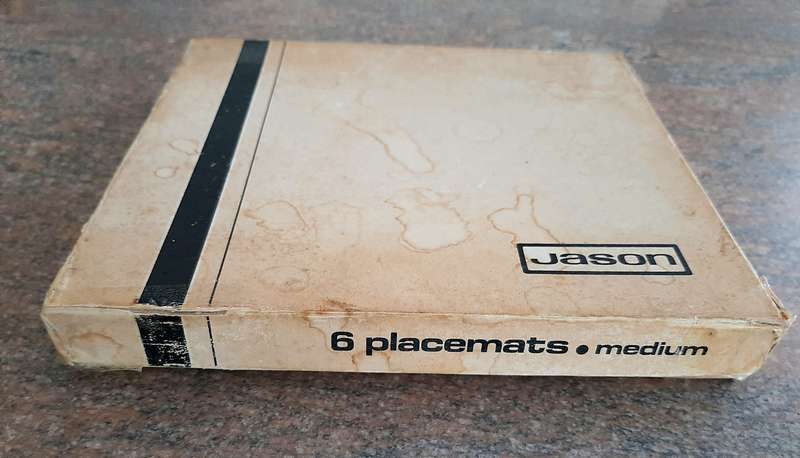 Jason
6 placemats • medium